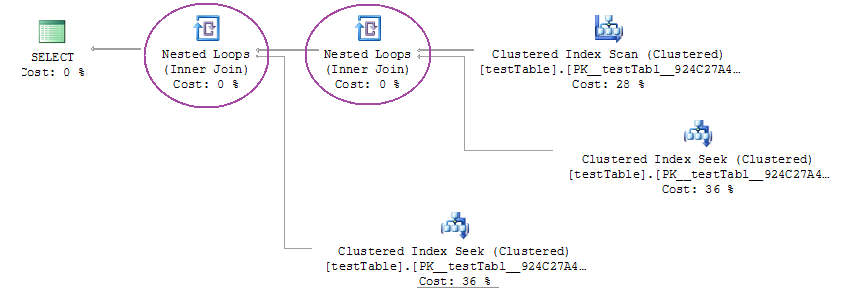 SELECT
Cost: 0 %
Nested Loops
(Inner Join)
Cost: 0 %
Nested Loops
(Inner Join)
Cost: 0 %
Clustered Index Scan (Clustered)
[testTable].[PK__testTabl__924C27A4…
Cost: 28 %
Clustered Index Seek (Clustered)
[testTable].[PK__testTabl__924C27A4…
Cost: 36 %
Clustered Index Seek (Clustered)
[testTable].[PK__testTabl__924C27A4…
Cost: 36 %